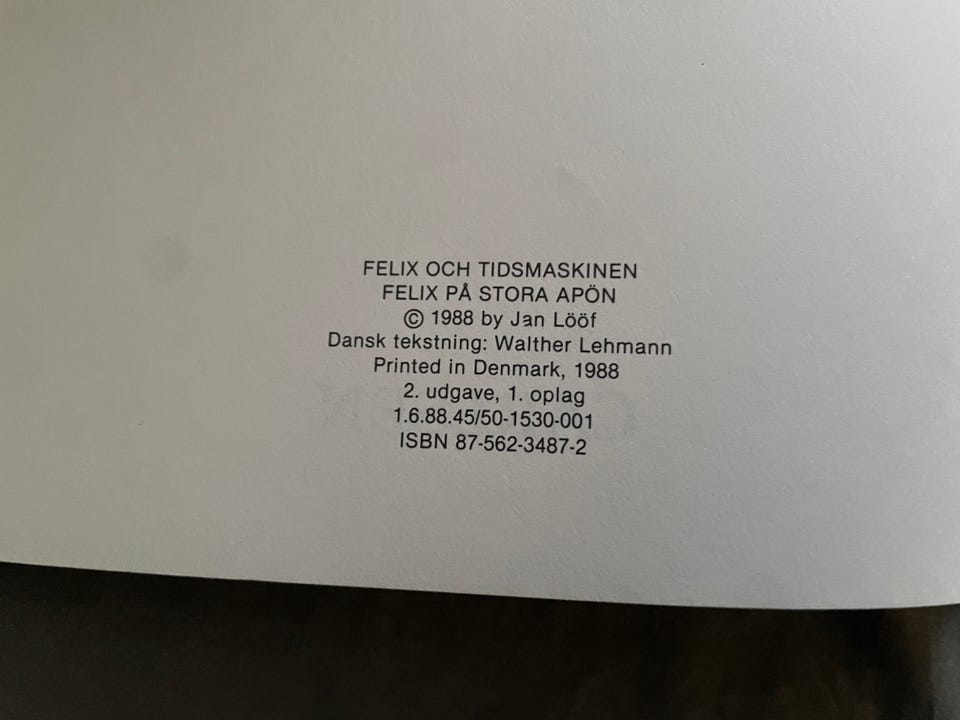 FELIX OCH TIDSMASKINEN
FELIX PÅ STORA APÖN
© 1988 by Jan Lööf
Dansk tekstning: Walther Lehmann
Printed in Denmark, 1988
2. udgave, 1. oplag
1.6.88.45/50-1530-001
ISBN 87-562-3487-2